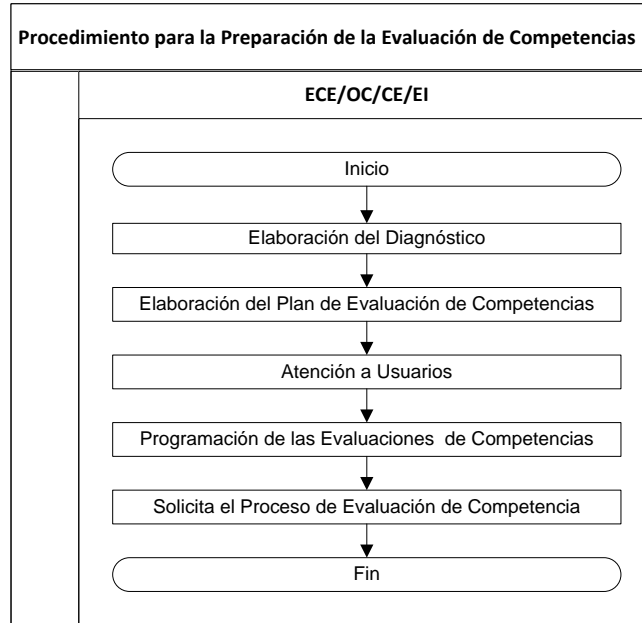 Procedimiento para la Preparación de la Evaluación de Competencias
ECE/OC/CE/EI
Inicio
Elaboración del Diagnóstico
Elaboración del Plan de Evaluación de Competencias
Atención a Usuarios
Programación de las Evaluaciones de Competencias
Solicita el Proceso de Evaluación de Competencia
Fin